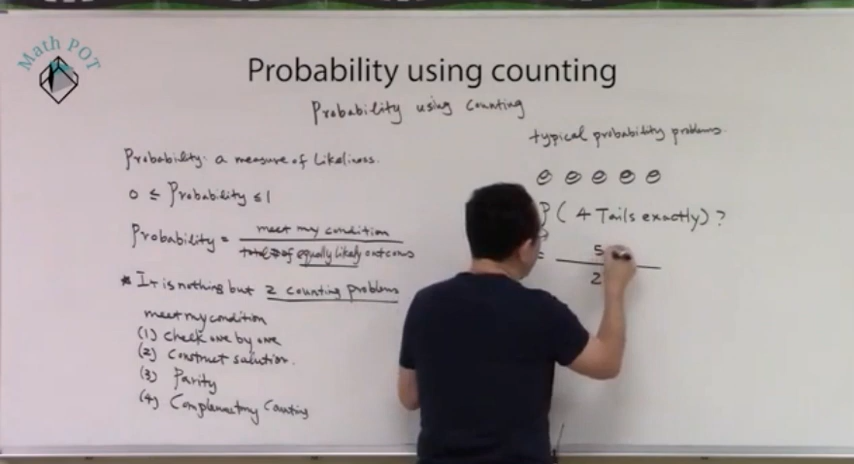 Math POT
Probability using counting
Probability using counting
Probability: a measure of likeliness.
0 ≤ Probability ≤ 1
Probability = meet my condition
total # of equally likely outcomes
* It is nothing but 2 counting problems
meet my condition
(1) check one by one
(2) Construct solution.
(3) Parity
(4) Complementary Counting
typical probability problems.
P ( 4 Tails exactly ) ?
= 5
2